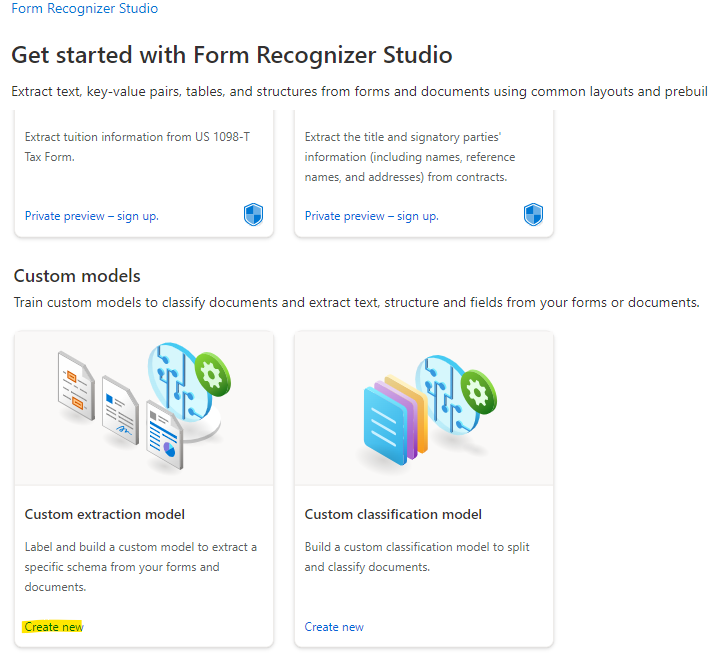 Form Recognizer Studio
Get started with Form Recognizer Studio
Extract text, key-value pairs, tables, and structures from forms and documents using common layouts and prebuil
Extract tuition information from US 1098-T
Tax Form.
Private preview – sign up.
Extract the title and signatory parties'
information (including names, reference
names, and addresses) from contracts.
Private preview – sign up.
Custom models
Train custom models to classify documents and extract text, structure and fields from your forms or documents.
Custom extraction model
Label and build a custom model to extract a
specific schema from your forms and
documents.
Create new
Custom classification model
Build a custom classification model to split
and classify documents.
Create new